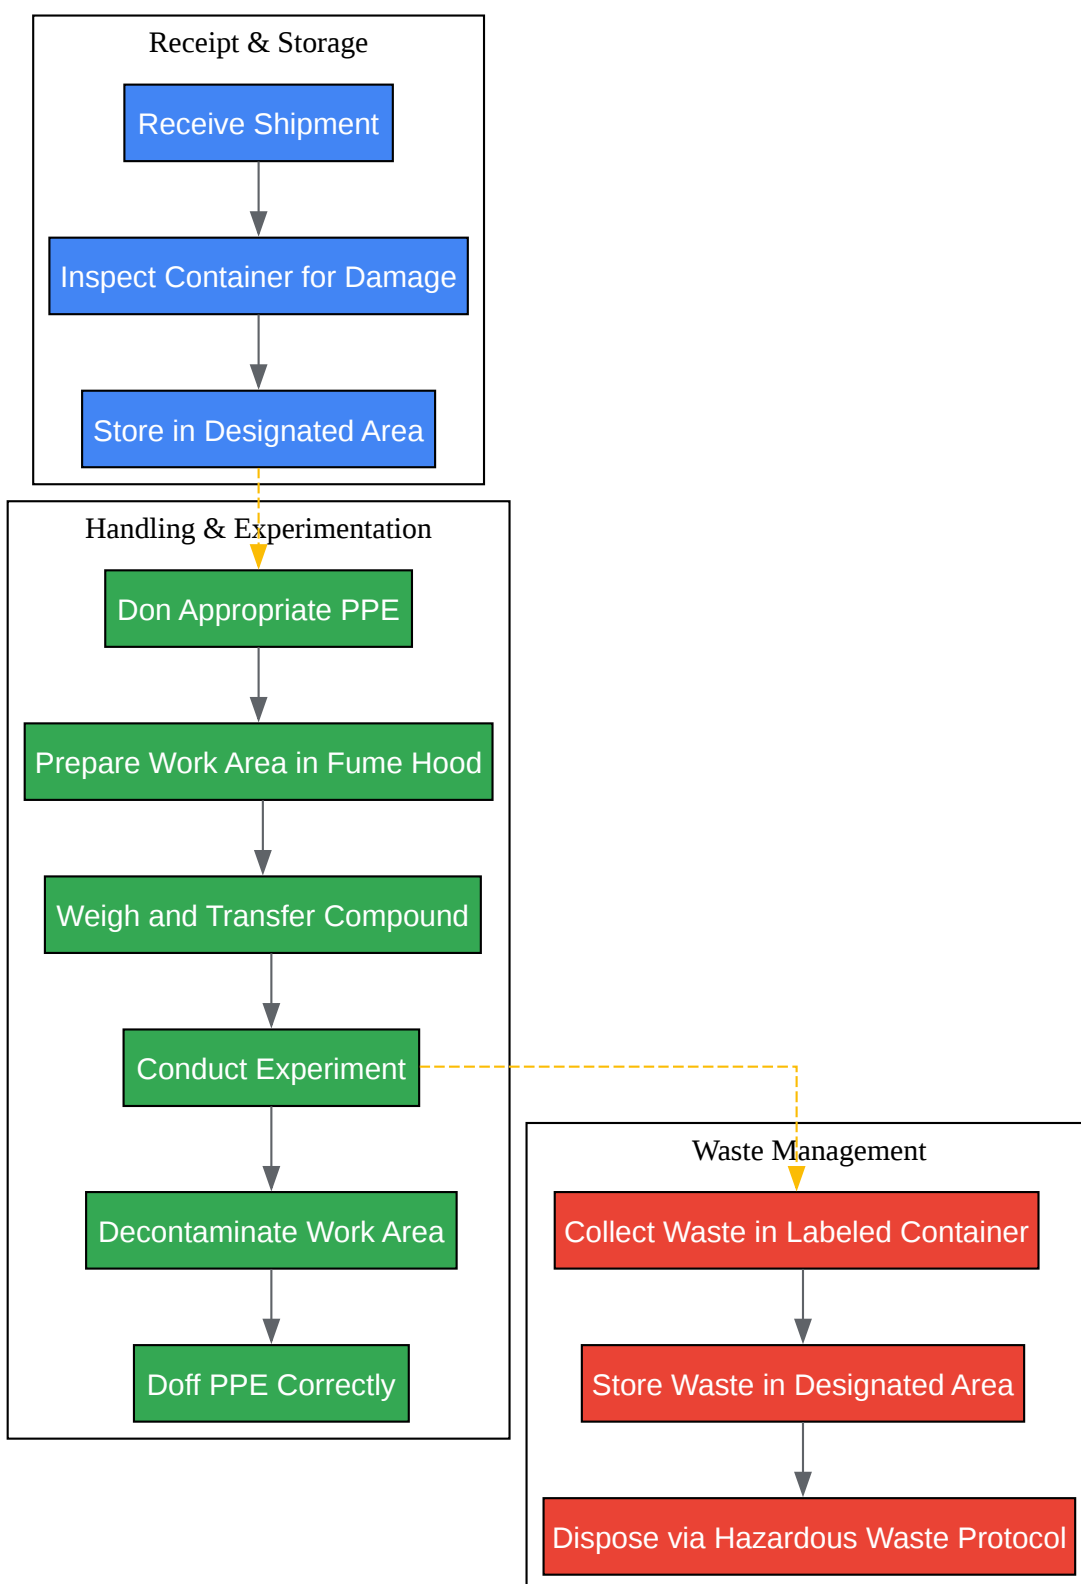 Receipt & Storage
Receive Shipment
Inspect Container for Damage
Store in Designated Area
Handling & Experimentation
Don Appropriate PPE
Prepare Work Area in Fume Hood
Weigh and Transfer Compound
Conduct Experiment
Decontaminate Work Area
Doff PPE Correctly
Waste Management
Collect Waste in Labeled Container
Store Waste in Designated Area
Dispose via Hazardous Waste Protocol